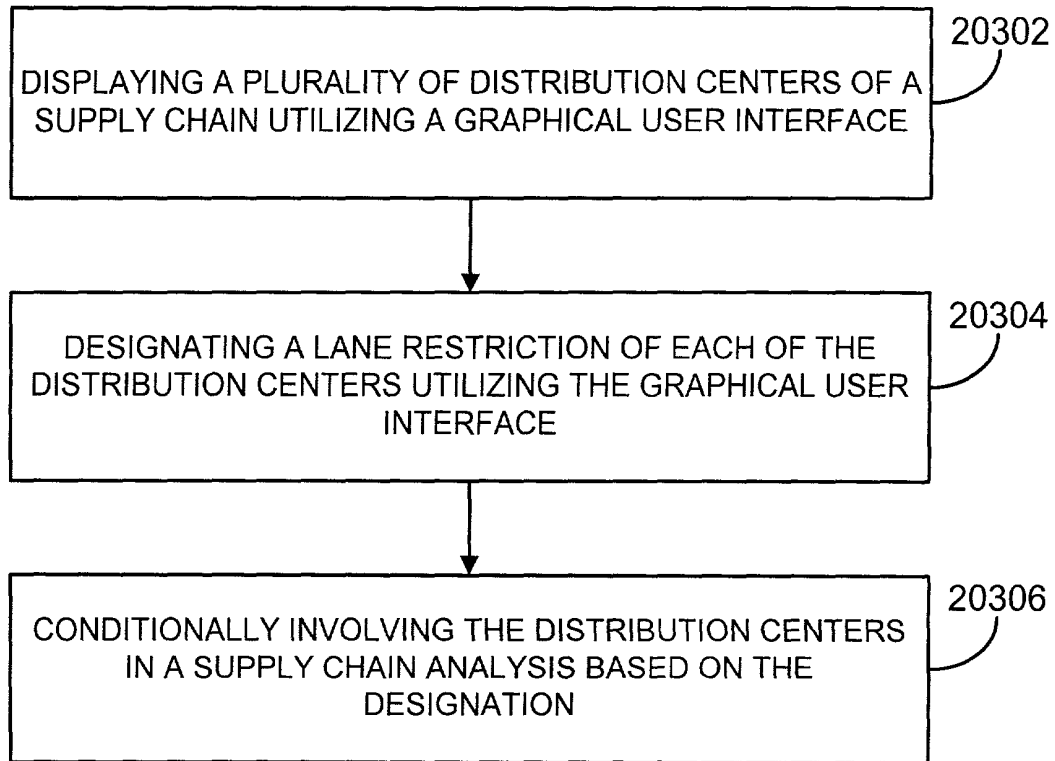 20302
DISPLAYING A PLURALITY OF DISTRIBUTION CENTERS OF A
SUPPLY CHAIN UTILIZING A GRAPHICAL USER INTERFACE
20304
DESIGNATING A LANE RESTRICTION OF EACH OF THE
DISTRIBUTION CENTERS UTILIZING THE GRAPHICAL USER
INTERFACE
20306
CONDITIONALLY INVOLVING THE DISTRIBUTION CENTERS
IN A SUPPLY CHAIN ANALYSIS BASED ON THE
DESIGNATION